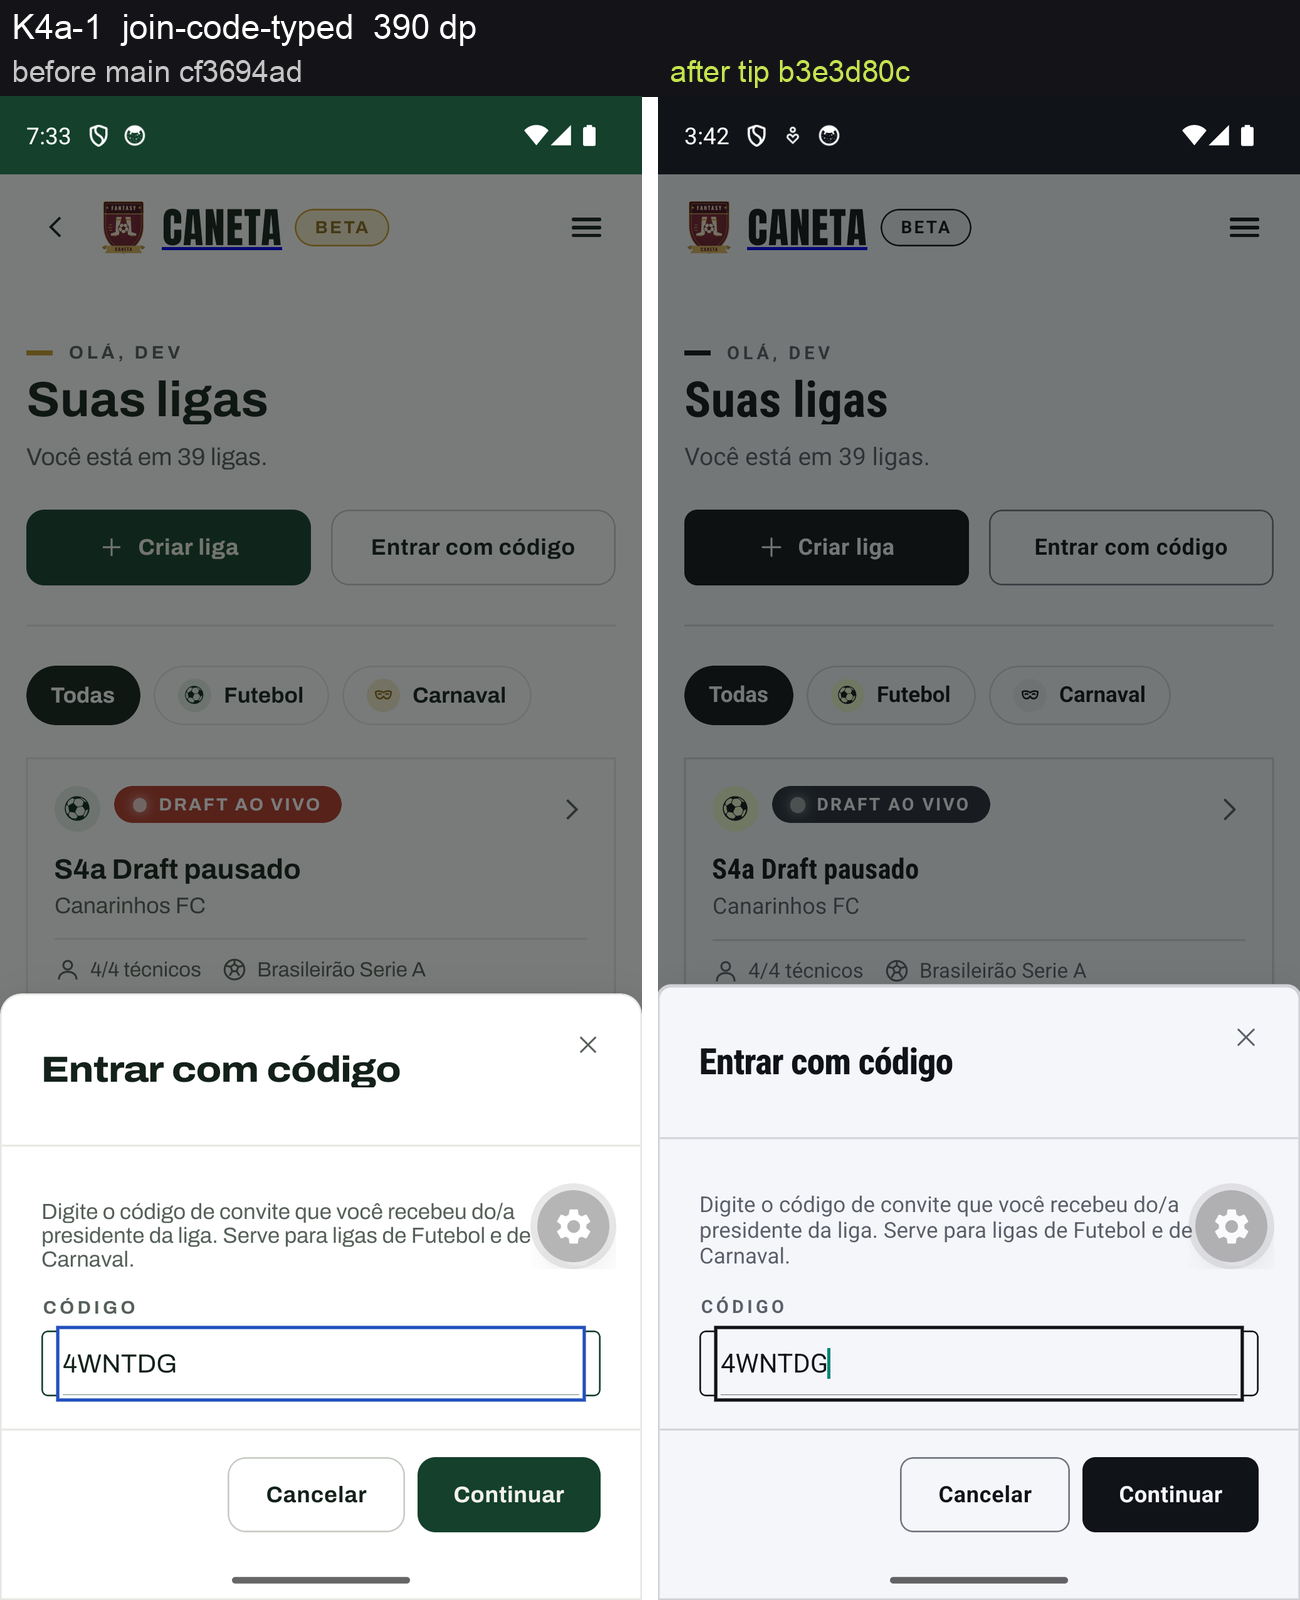 K4a-1 join-code-typed 390 dp
before main cf3694ad
after tip b3e3d80c
7:33
FANTASY
CANETA
CANETA
BETA
OLÁ, DEV
Suas ligas
Você está em 39 ligas.
+ Criar liga
Entrar com código
Todas
Futebol
Carnaval
DRAFT AO VIVO
S4a Draft pausado
Canarinhos FC
4/4 técnicos
Brasileirão Serie A
Entrar com código
Digite o código de convite que você recebeu do/a
presidente da liga. Serve para ligas de Futebol e de
Carnaval.
CÓDIGO
4WNTDG
Cancelar
Continuar
3:42
FANTASY
CANETA
CANETA
BETA
OLÁ, DEV
Suas ligas
Você está em 39 ligas.
+ Criar liga
Entrar com código
Todas
Futebol
Carnaval
DRAFT AO VIVO
S4a Draft pausado
Canarinhos FC
4/4 técnicos
Brasileirão Serie A
Entrar com código
Digite o código de convite que você recebeu do/a
presidente da liga. Serve para ligas de Futebol e de
Carnaval.
CÓDIGO
4WNTDG
Cancelar
Continuar